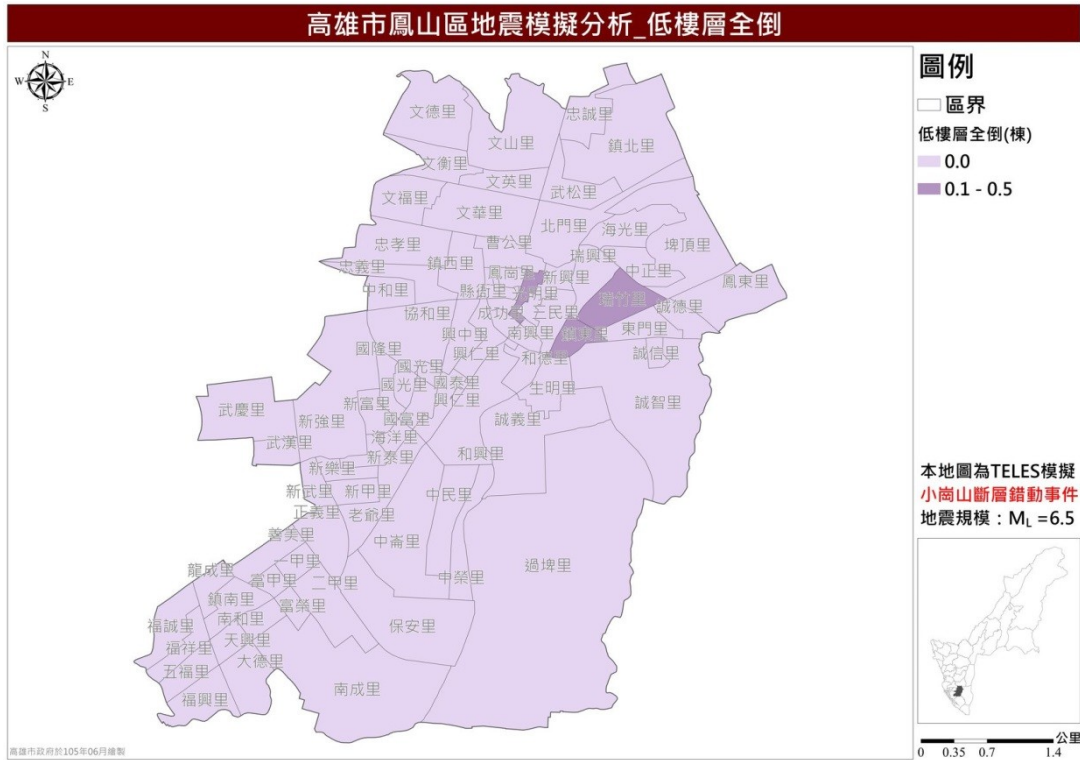 高雄市鳳山區地震模擬分析_低樓層全倒
N
W
E
S
圖例
區界
低樓層全倒(棟)
0.0
0.1 - 0.5
文德里
忠誠里
文山里
鎮北里
文衡里
文英里
武松里
文福里
文華里
北門里
海光里
忠孝里
曹公里
瑞興里
埤頂里
忠義里
鎮西里
鳳崗里
新興里
中正里
鳳東里
中和里
縣衙里
光明里
瑞竹里
誠德里
協和里
成功里
三民里
興中里
南興里
鎮東里
東門里
國隆里
興仁里
和德里
誠信里
國光里
國光里
國泰里
生明里
武慶里
新富里
興仁里
誠智里
新強里
國富里
誠義里
武漢里
海洋里
新泰里
和興里
新樂里
新武里
新甲里
中民里
正義里
老爺里
善美里
中崙里
一甲里
過埤里
龍成里
富甲里
二甲里
中榮里
鎮南里
富榮里
福誠里
南和里
保安里
福祥里
天興里
五福里
大德里
南成里
福興里
本地圖為TELES模擬
小崗山斷層錯動事件
地震規模：ML =6.5
公里
0 0.35 0.7 1.4
高雄市政府於105年06月繪製